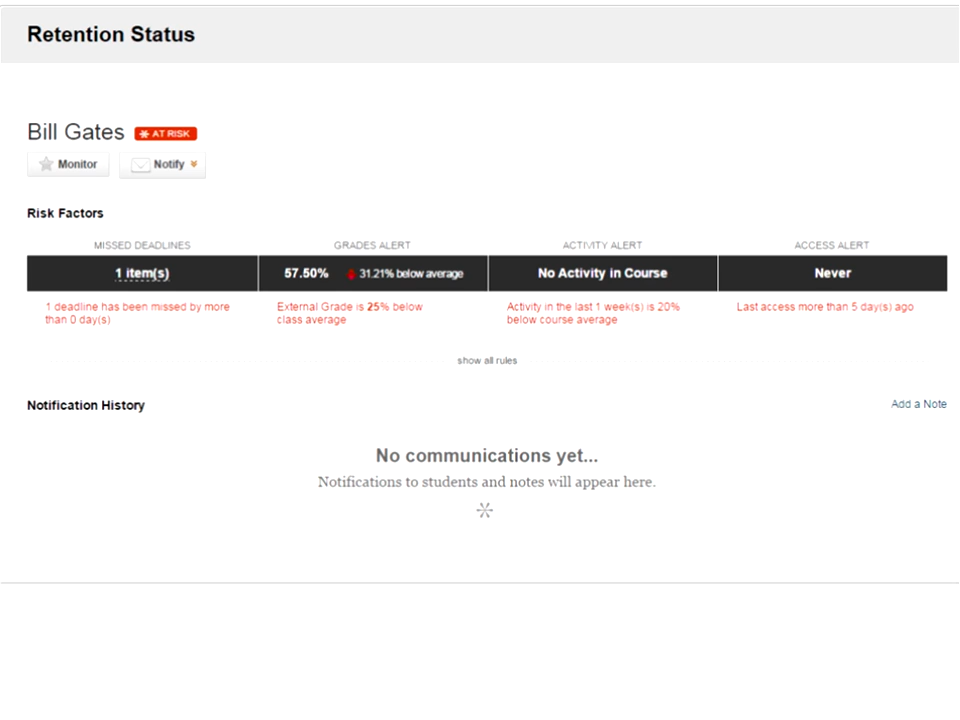 Retention Status
Bill Gates AT RISK
Monitor Notify
Risk Factors
MISSED DEADLINES GRADES ALERT ACTIVITY ALERT ACCESS ALERT
1 item(s) 57.50% 31.21% below average No Activity in Course Never
1 deadline has been missed by more External Grade is 25% below Activity in the last 1 week(s) is 20% Last access more than 5 day(s) ago
than 0 day(s) class average below course average
show all rules
Notification History Add a Note
No communications yet...
Notifications to students and notes will appear here.